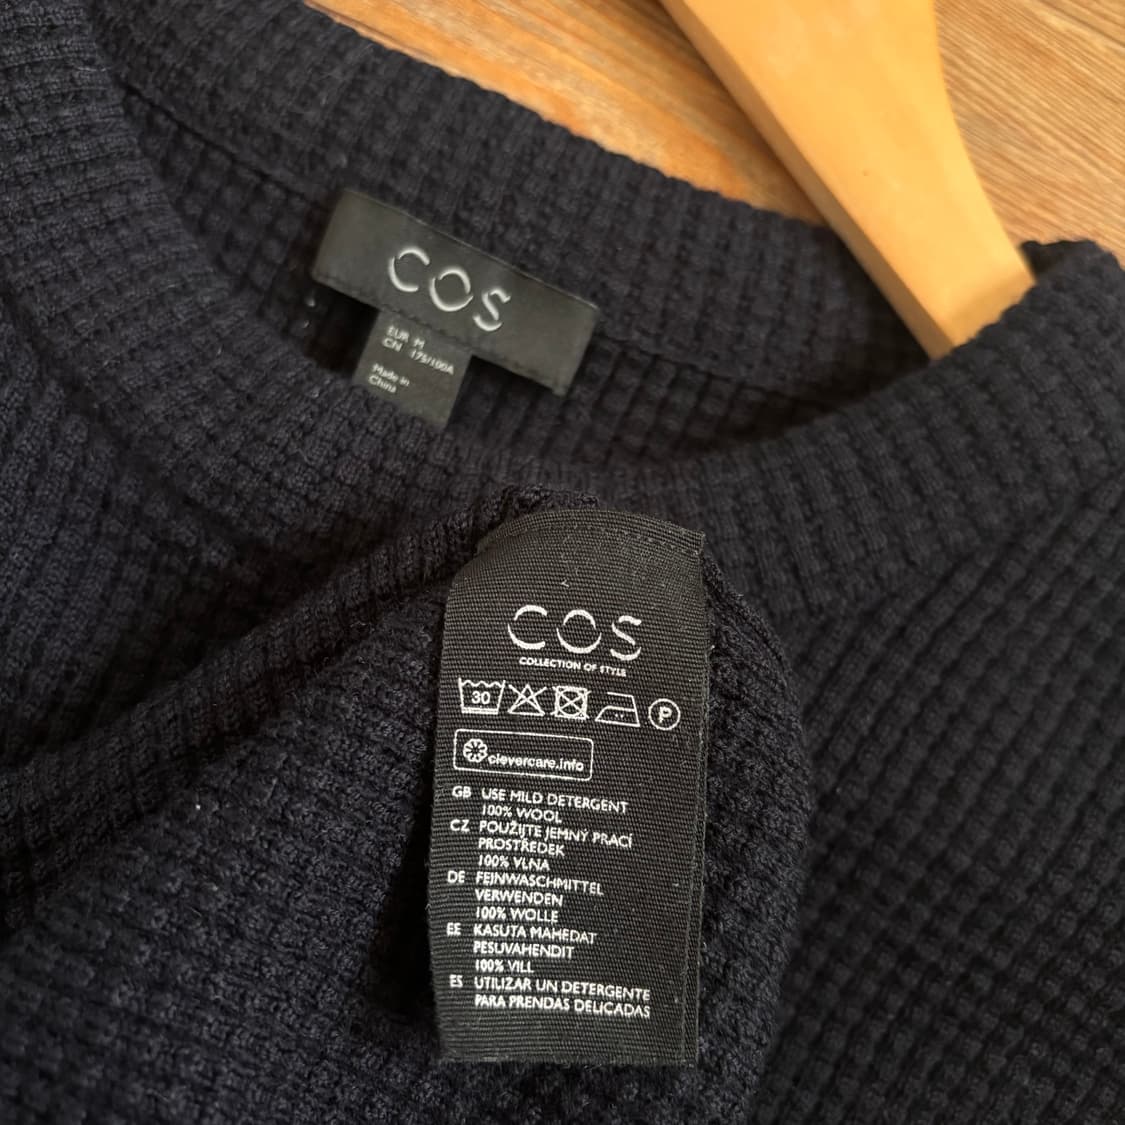 COS
EUR M
CN 175/100A
Made in
China
COS
COLLECTION OF STYLE
30
P
clevercare.info
GB USE MILD DETERGENT
100% WOOL
CZ POUŽIJTE JEMNÝ PRACÍ
PROSTŘEDEK
100% VLNA
DE FEINWASCHMITTEL
VERWENDEN
100% WOLLE
EE KASUTA MAHEDAT
PESUVAHENDIT
100% VILL
ES UTILIZAR UN DETERGENTE
PARA PRENDAS DELICADAS